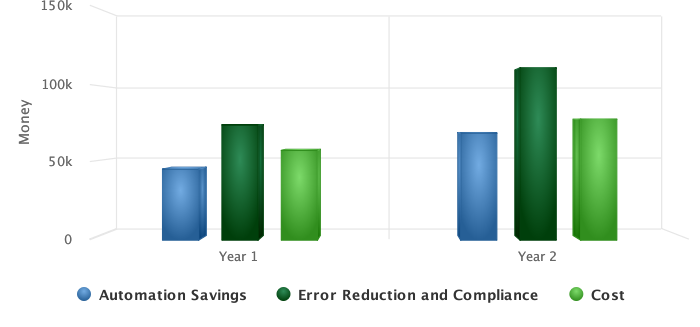 150k
100k
50k
0
Money
Year 1
Year 2
Automation Savings
Error Reduction and Compliance
Cost